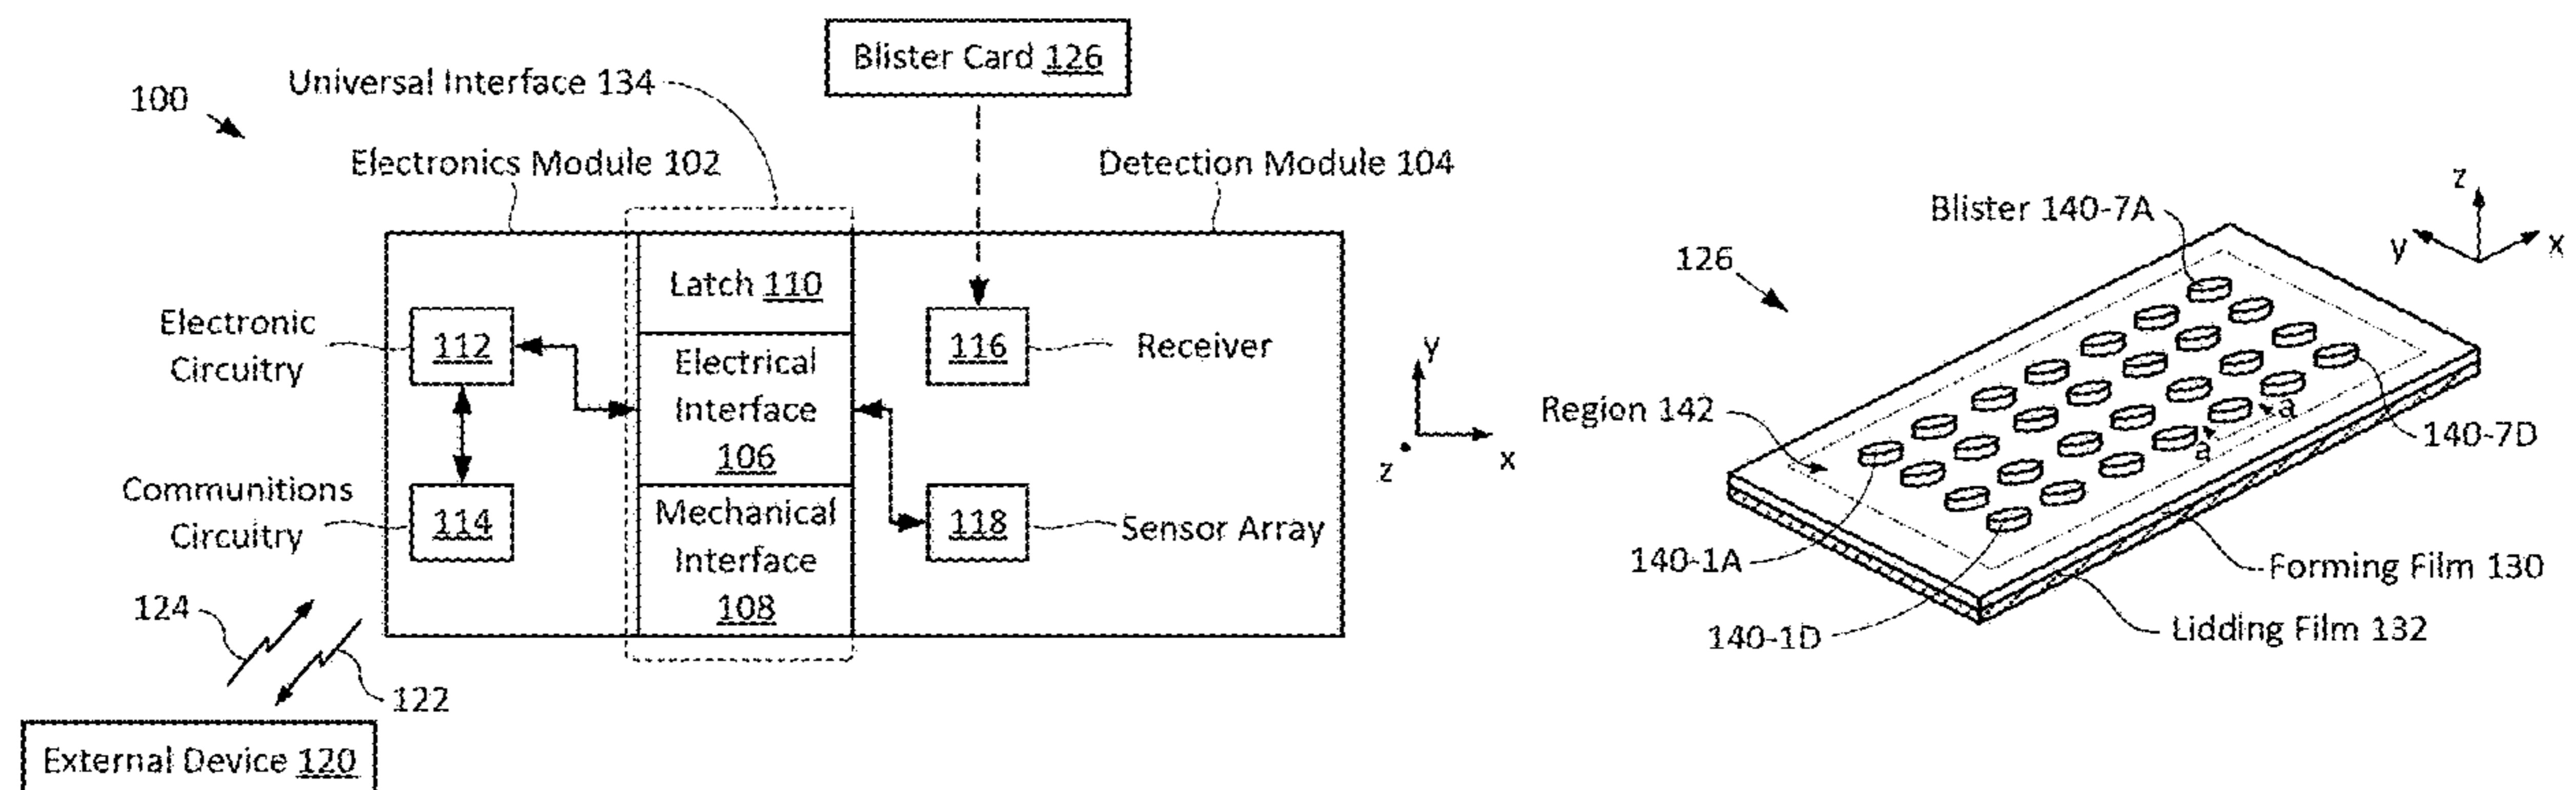 Blister Card 126
Universal Interface 134
100
Electronics Module 102
Detection Module 104
Latch 110
Electronic
Circuitry
112
Electrical
Interface
106
116
Receiver
Communitions
Circuitry
114
Mechanical
Interface
108
118
Sensor Array
124
122
External Device 120
y
x
z
z
y
x
Blister 140-7A
126
Region 142
a
a
140-7D
140-1A
140-1D
Forming Film 130
Lidding Film 132